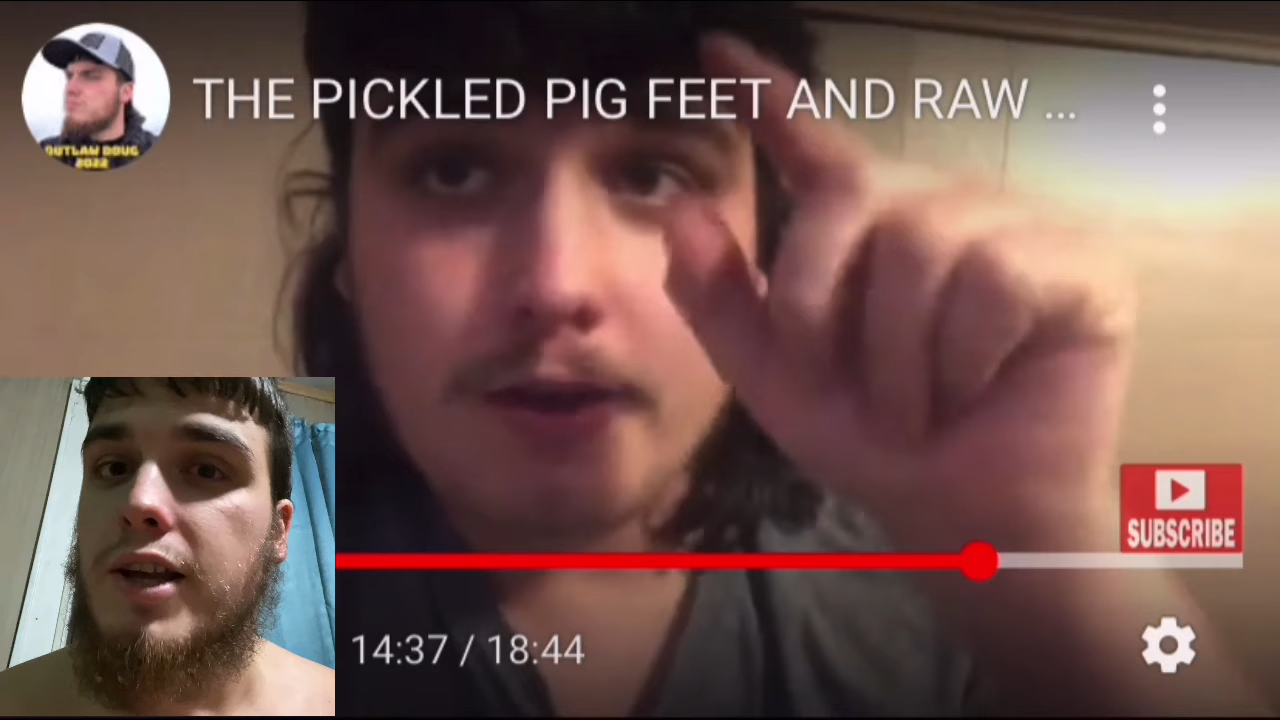 THE PICKLED PIG FEET AND RAW ...
OUTLAW DOUG
2022
SUBSCRIBE
14:37 / 18:44